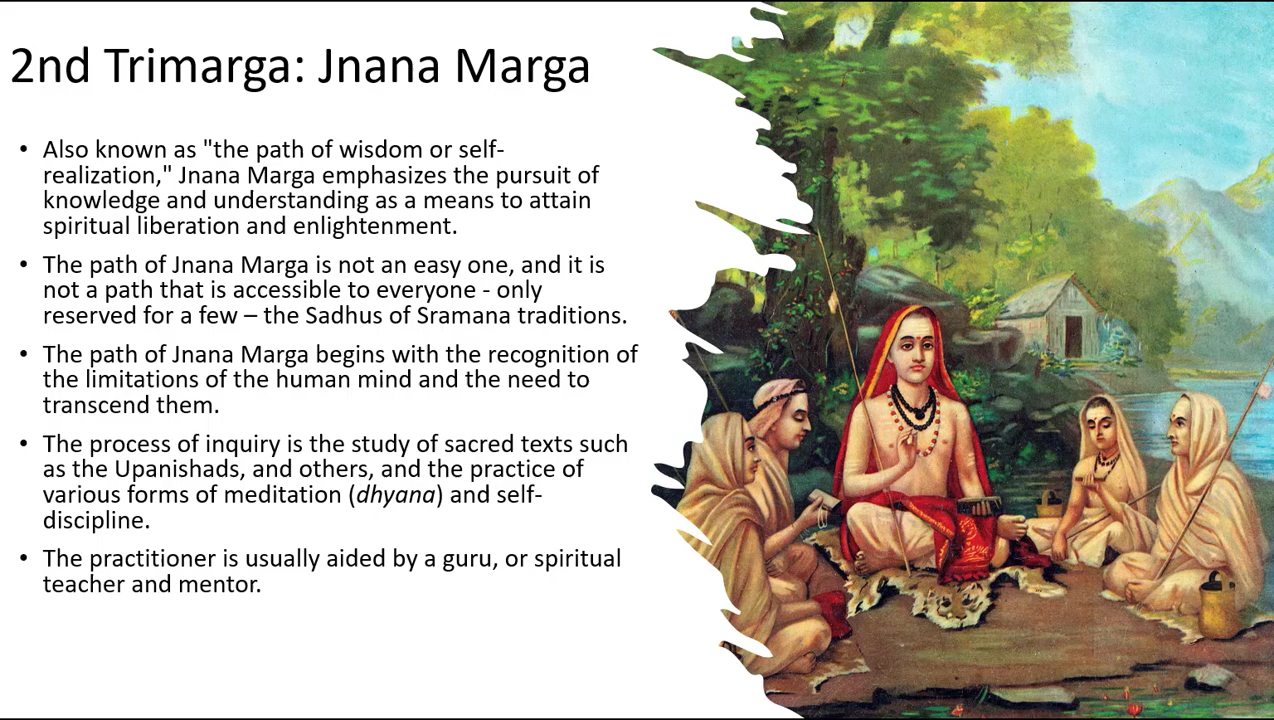 2nd Trimarga: Jnana Marga
• Also known as "the path of wisdom or self-
realization," Jnana Marga emphasizes the pursuit of
knowledge and understanding as a means to attain
spiritual liberation and enlightenment.
• The path of Jnana Marga is not an easy one, and it is
not a path that is accessible to everyone - only
reserved for a few – the Sadhus of Sramana traditions.
• The path of Jnana Marga begins with the recognition of
the limitations of the human mind and the need to
transcend them.
• The process of inquiry is the study of sacred texts such
as the Upanishads, and others, and the practice of
various forms of meditation (dhyana) and self-
discipline.
• The practitioner is usually aided by a guru, or spiritual
teacher and mentor.